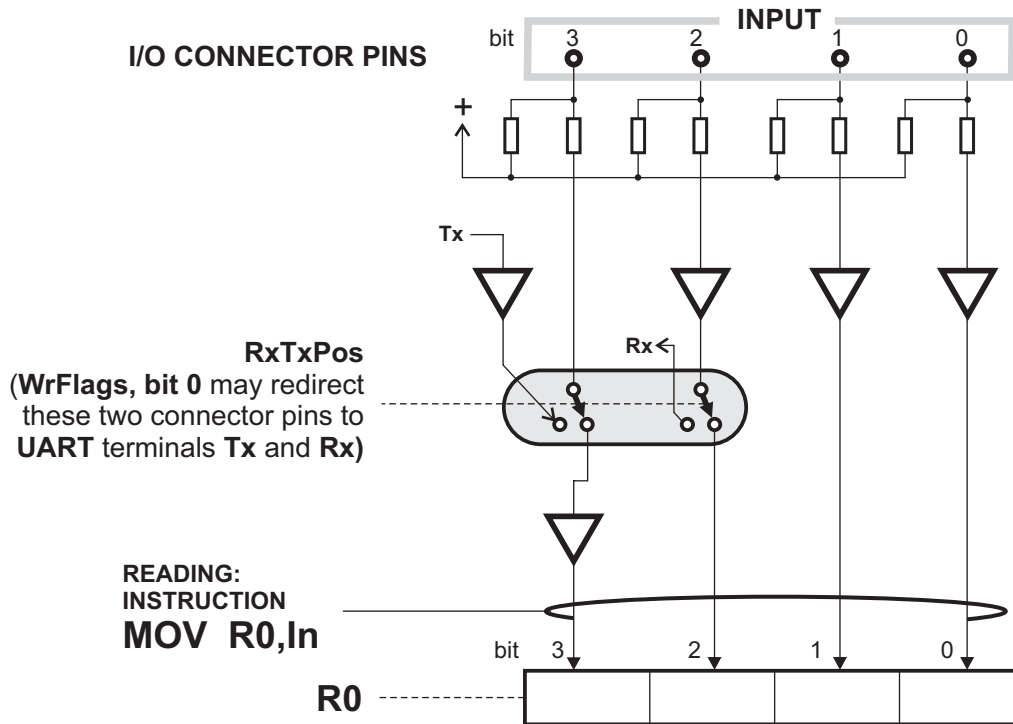 INPUT
I/O CONNECTOR PINS
bit 3 2 1 0
+
Tx
Rx
RxTxPos
(WrFlags, bit 0 may redirect
these two connector pins to
UART terminals Tx and Rx)
READING:
INSTRUCTION
MOV R0,In
bit 3 2 1 0
R0